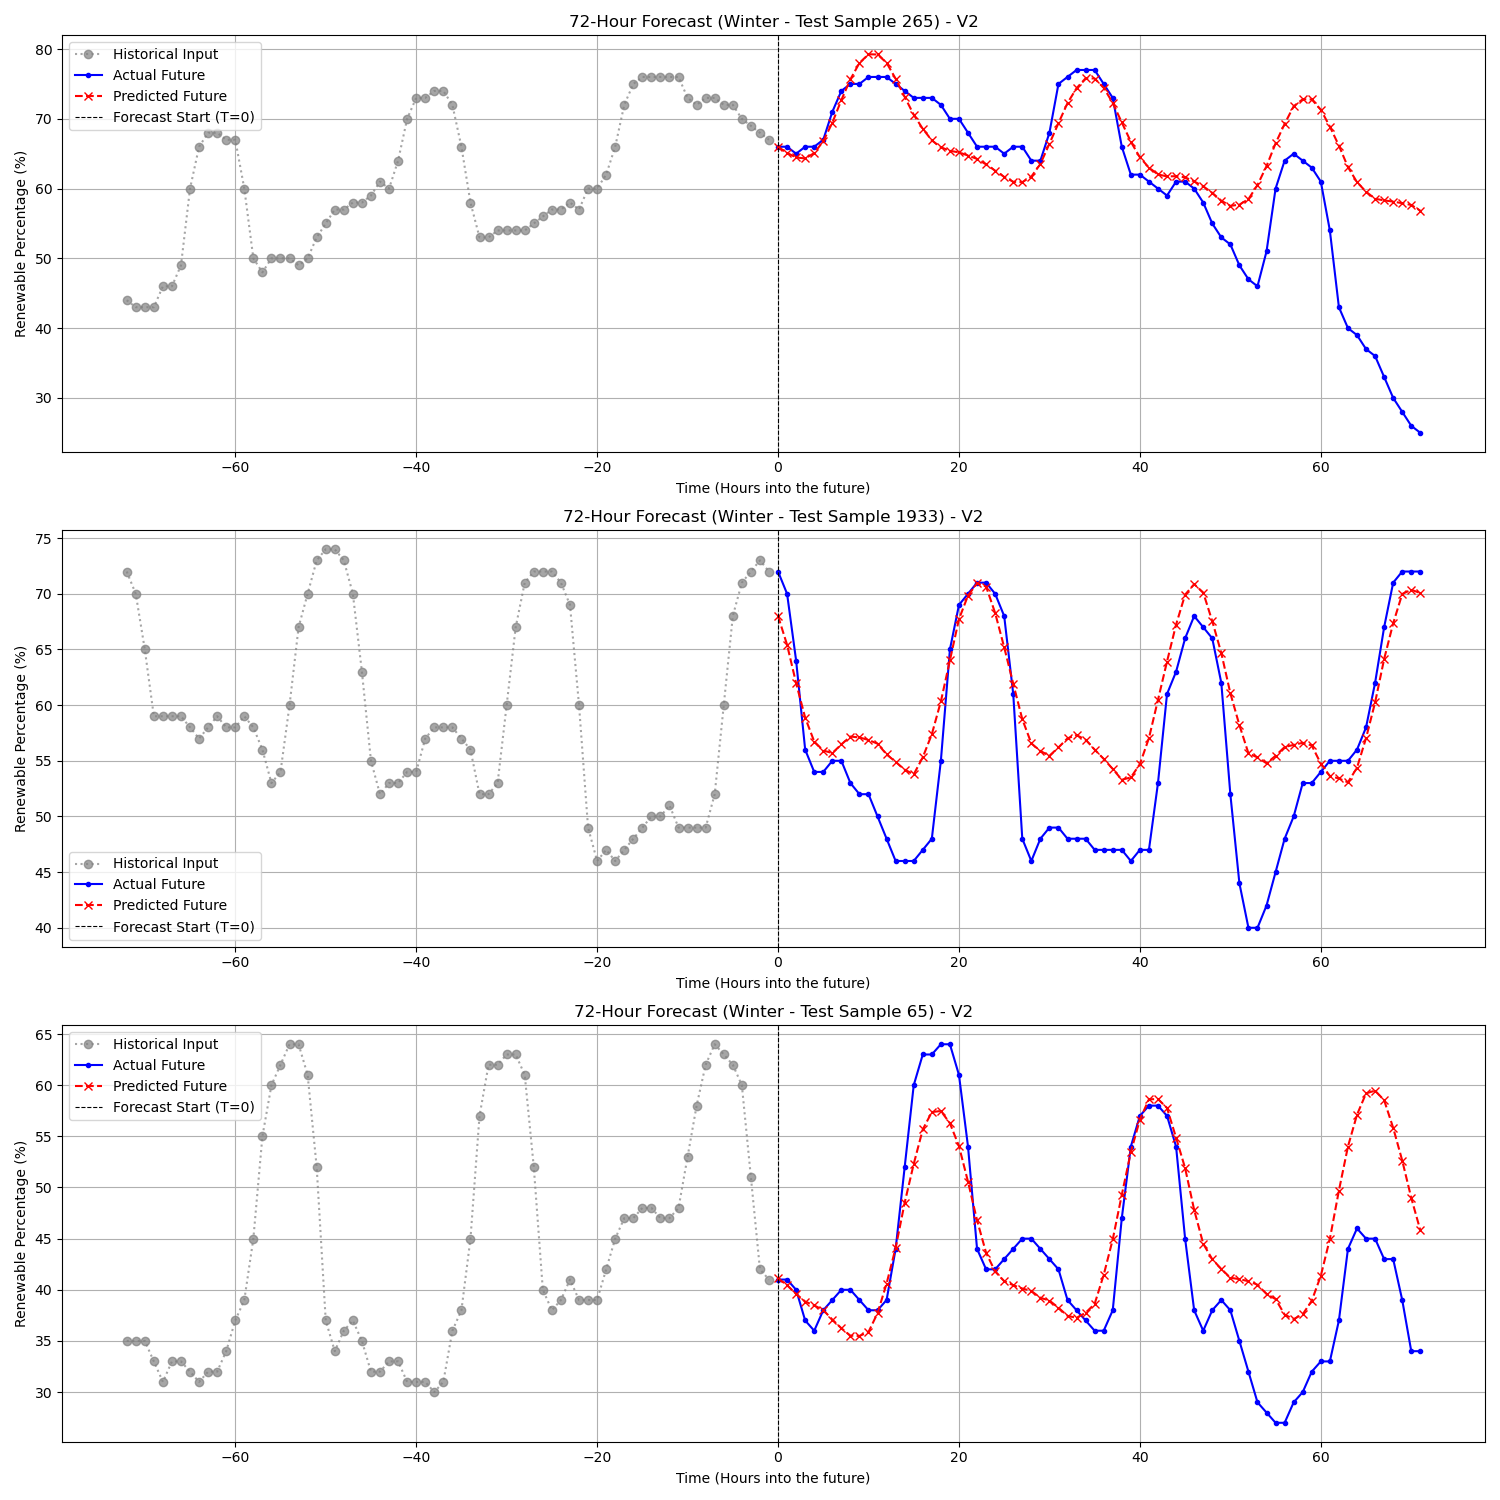 72-Hour Forecast (Winter - Test Sample 265) - V2
Historical Input
Actual Future
Predicted Future
Forecast Start (T=0)
Renewable Percentage (%)
80
70
60
50
40
30
−60 −40 −20 0 20 40 60
Time (Hours into the future)
72-Hour Forecast (Winter - Test Sample 1933) - V2
Renewable Percentage (%)
75
70
65
60
55
50
45
40
Historical Input
Actual Future
Predicted Future
Forecast Start (T=0)
−60 −40 −20 0 20 40 60
Time (Hours into the future)
72-Hour Forecast (Winter - Test Sample 65) - V2
Historical Input
Actual Future
Predicted Future
Forecast Start (T=0)
Renewable Percentage (%)
65
60
55
50
45
40
35
30
−60 −40 −20 0 20 40 60
Time (Hours into the future)